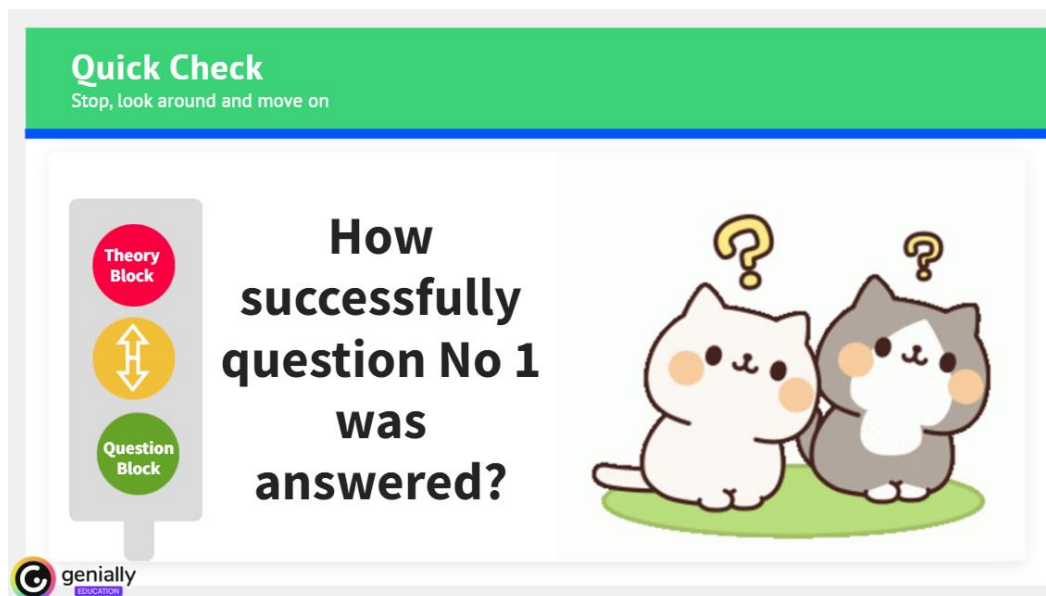 Quick Check
Stop, look around and move on
Theory
Block
Question
Block
How
successfully
question No 1
was
answered?
?
?
genially
EDUCATION